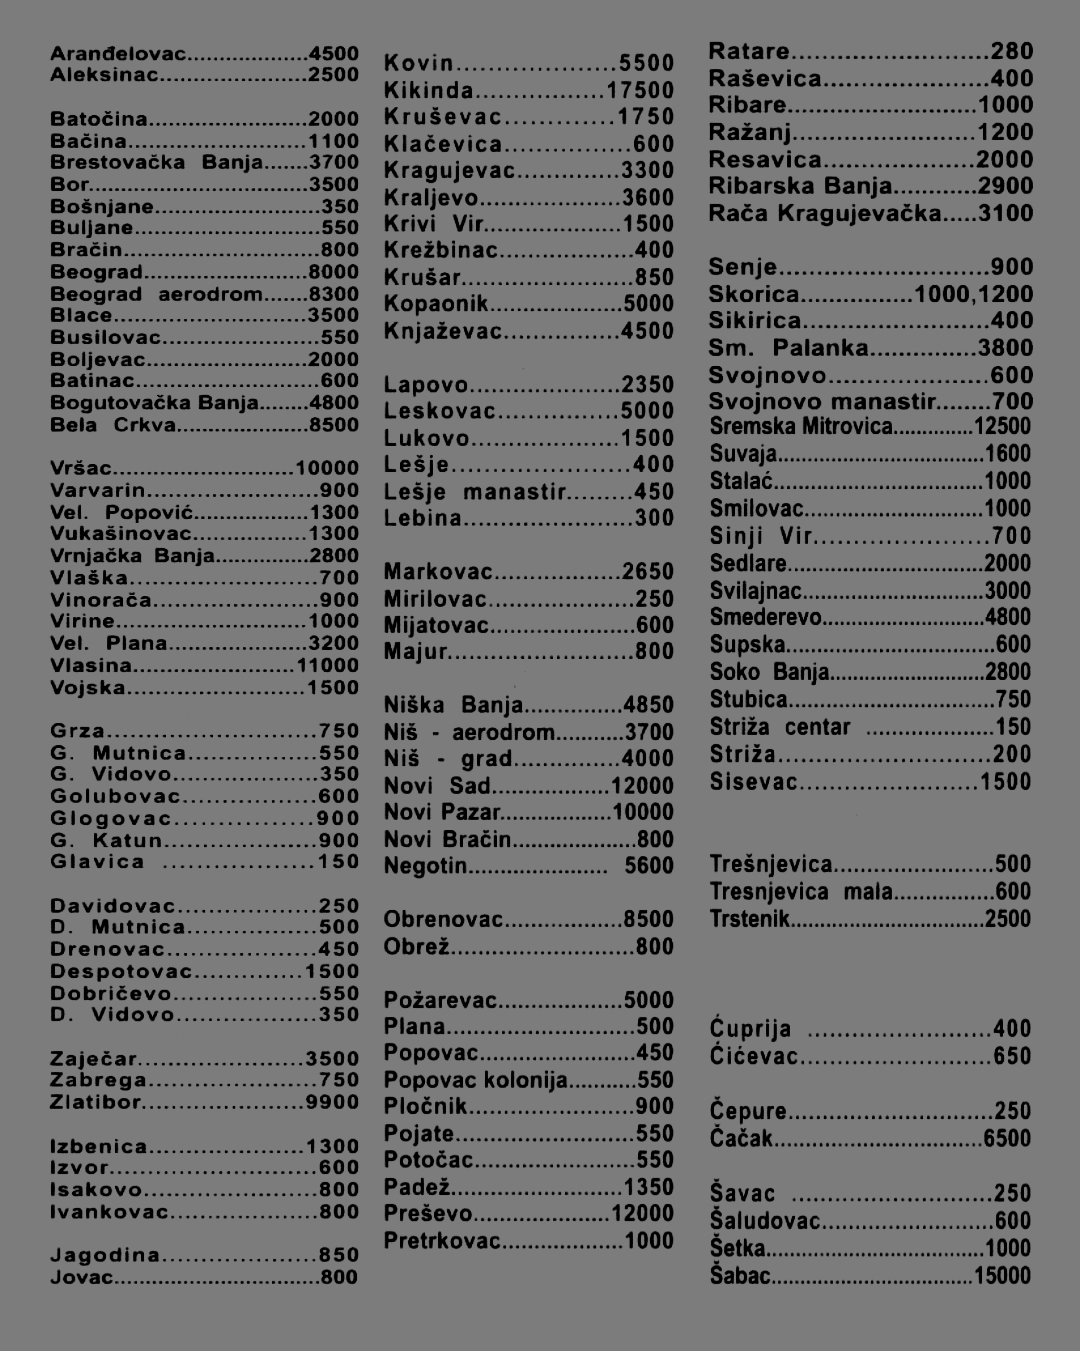 Aranđelovac....................4500
Aleksinac........................2500
Batočina..........................2000
Bačina.............................1100
Brestovačka Banja.......3700
Bor....................................3500
Bošnjane...........................350
Buljane...............................550
Bračin................................800
Beograd...........................8000
Beograd aerodrom.......8300
Blace................................3500
Busilovac..........................550
Boljevac..........................2000
Batinac..............................600
Bogutovačka Banja........4800
Bela Crkva.....................8500
Vršac...........................10000
Varvarin..........................900
Vel. Popović..................1300
Vukašinovac..................1300
Vrnjačka Banja..............2800
Vlaška.............................700
Vinorača.........................900
Virine...............................1000
Vel. Plana.....................3200
Vlasina........................11000
Vojska...........................1500
Grza...............................750
G. Mutnica...................550
G. Vidovo.....................350
Golubovac....................600
Glogovac......................900
G. Katun.......................900
Glavica ......................150
Davidovac....................250
D. Mutnica...................500
Drenovac......................450
Despotovac................1500
Dobričevo.....................550
D. Vidovo.....................350
Zaječar........................3500
Zabrega........................750
Zlatibor........................9900
Izbenica......................1300
Izvor..............................600
Isakovo.........................800
Ivankovac.....................800
Jagodina......................850
Jovac...............................800
Kovin....................5500
Kikinda.................17500
Kruševac..............1750
Klačevica................600
Kragujevac..............3300
Kraljevo...................3600
Krivi Vir...................1500
Krežbinac...................400
Krušar.........................850
Kopaonik...................5000
Knjaževac................4500
Lapovo.....................2350
Leskovac.................5000
Lukovo.....................1500
Lešje.......................400
Lešje manastir.........450
Lebina.......................300
Markovac.................2650
Mirilovac....................250
Mijatovac...................600
Majur.........................800
Niška Banja.............4850
Niš - aerodrom..........3700
Niš - grad...............4000
Novi Sad.................12000
Novi Pazar................10000
Novi Bračin...................800
Negotin........................ 5600
Obrenovac.................8500
Obrež.........................800
Požarevac...................5000
Plana............................500
Popovac.......................450
Popovac kolonija..........550
Pločnik.........................900
Pojate...........................550
Potočac........................550
Padež..........................1350
Preševo....................12000
Pretrkovac..................1000
Ratare..........................280
Raševica......................400
Ribare.........................1000
Ražanj........................1200
Resavica....................2000
Ribarska Banja...........2900
Rača Kragujevačka.....3100
Senje...........................900
Skorica..............1000,1200
Sikirica........................400
Sm. Palanka..............3800
Svojnovo.....................600
Svojnovo manastir........700
Sremska Mitrovica..............12500
Suvaja....................................1600
Stalać.....................................1000
Smilovac................................1000
Sinji Vir.......................700
Sedlare..................................2000
Svilajnac................................3000
Smederevo.............................4800
Supska....................................600
Soko Banja............................2800
Stubica.....................................750
Striža centar ......................150
Striža............................200
Sisevac.......................1500
Trešnjevica............................500
Tresnjevica mala.................600
Trstenik..................................2500
Ćuprija .......................400
Ćićevac........................650
Čepure...............................250
Čačak....................................6500
Šavac .........................250
Šaludovac.........................600
Šetka......................................1000
Šabac...................................15000